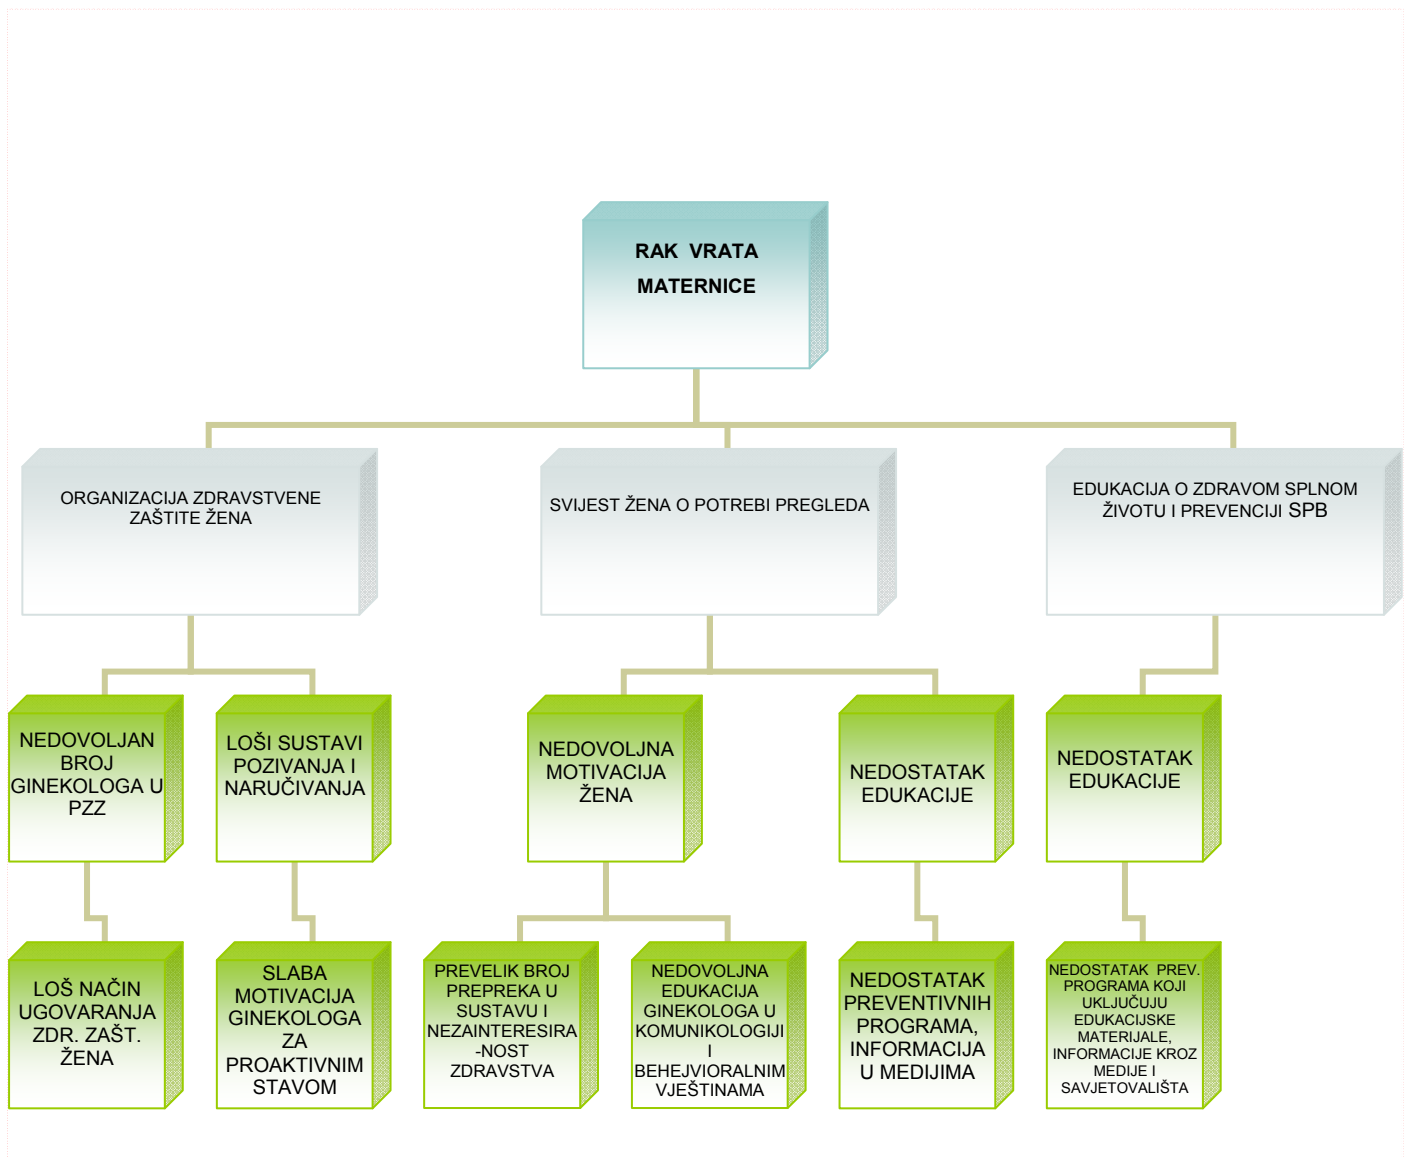 RAK VRATA
MATERNICE
ORGANIZACIJA ZDRAVSTVENE
ZAŠTITE ŽENA
SVIJEST ŽENA O POTREBI PREGLEDA
EDUKACIJA O ZDRAVOM SPLNOM
ŽIVOTU I PREVENCIJI SPB
NEDOVOLJAN
BROJ
GINEKOLOGA U
PZZ
LOŠI SUSTAVI
POZIVANJA I
NARUČIVANJA
NEDOVOLJNA
MOTIVACIJA
ŽENA
NEDOSTATAK
EDUKACIJE
NEDOSTATAK
EDUKACIJE
LOŠ NAČIN
UGOVARANJA
ZDR. ZAŠT.
ŽENA
SLABA
MOTIVACIJA
GINEKOLOGA
ZA
PROAKTIVNIM
STAVOM
PREVELIK BROJ
PREPREKA U
SUSTAVU I
NEZAINTERESIRA
-NOST
ZDRAVSTVA
NEDOVOLJNA
EDUKACIJA
GINEKOLOGA U
KOMUNIKOLOGIJI
I
BEHEJVIORALNIM
VJEŠTINAMA
NEDOSTATAK
PREVENTIVNIH
PROGRAMA,
INFORMACIJA
U MEDIJIMA
NEDOSTATAK PREV.
PROGRAMA KOJI
UKLJUČUJU
EDUKACIJSKE
MATERIJALE,
INFORMACIJE KROZ
MEDIJE I
SAVJETOVALIŠTA